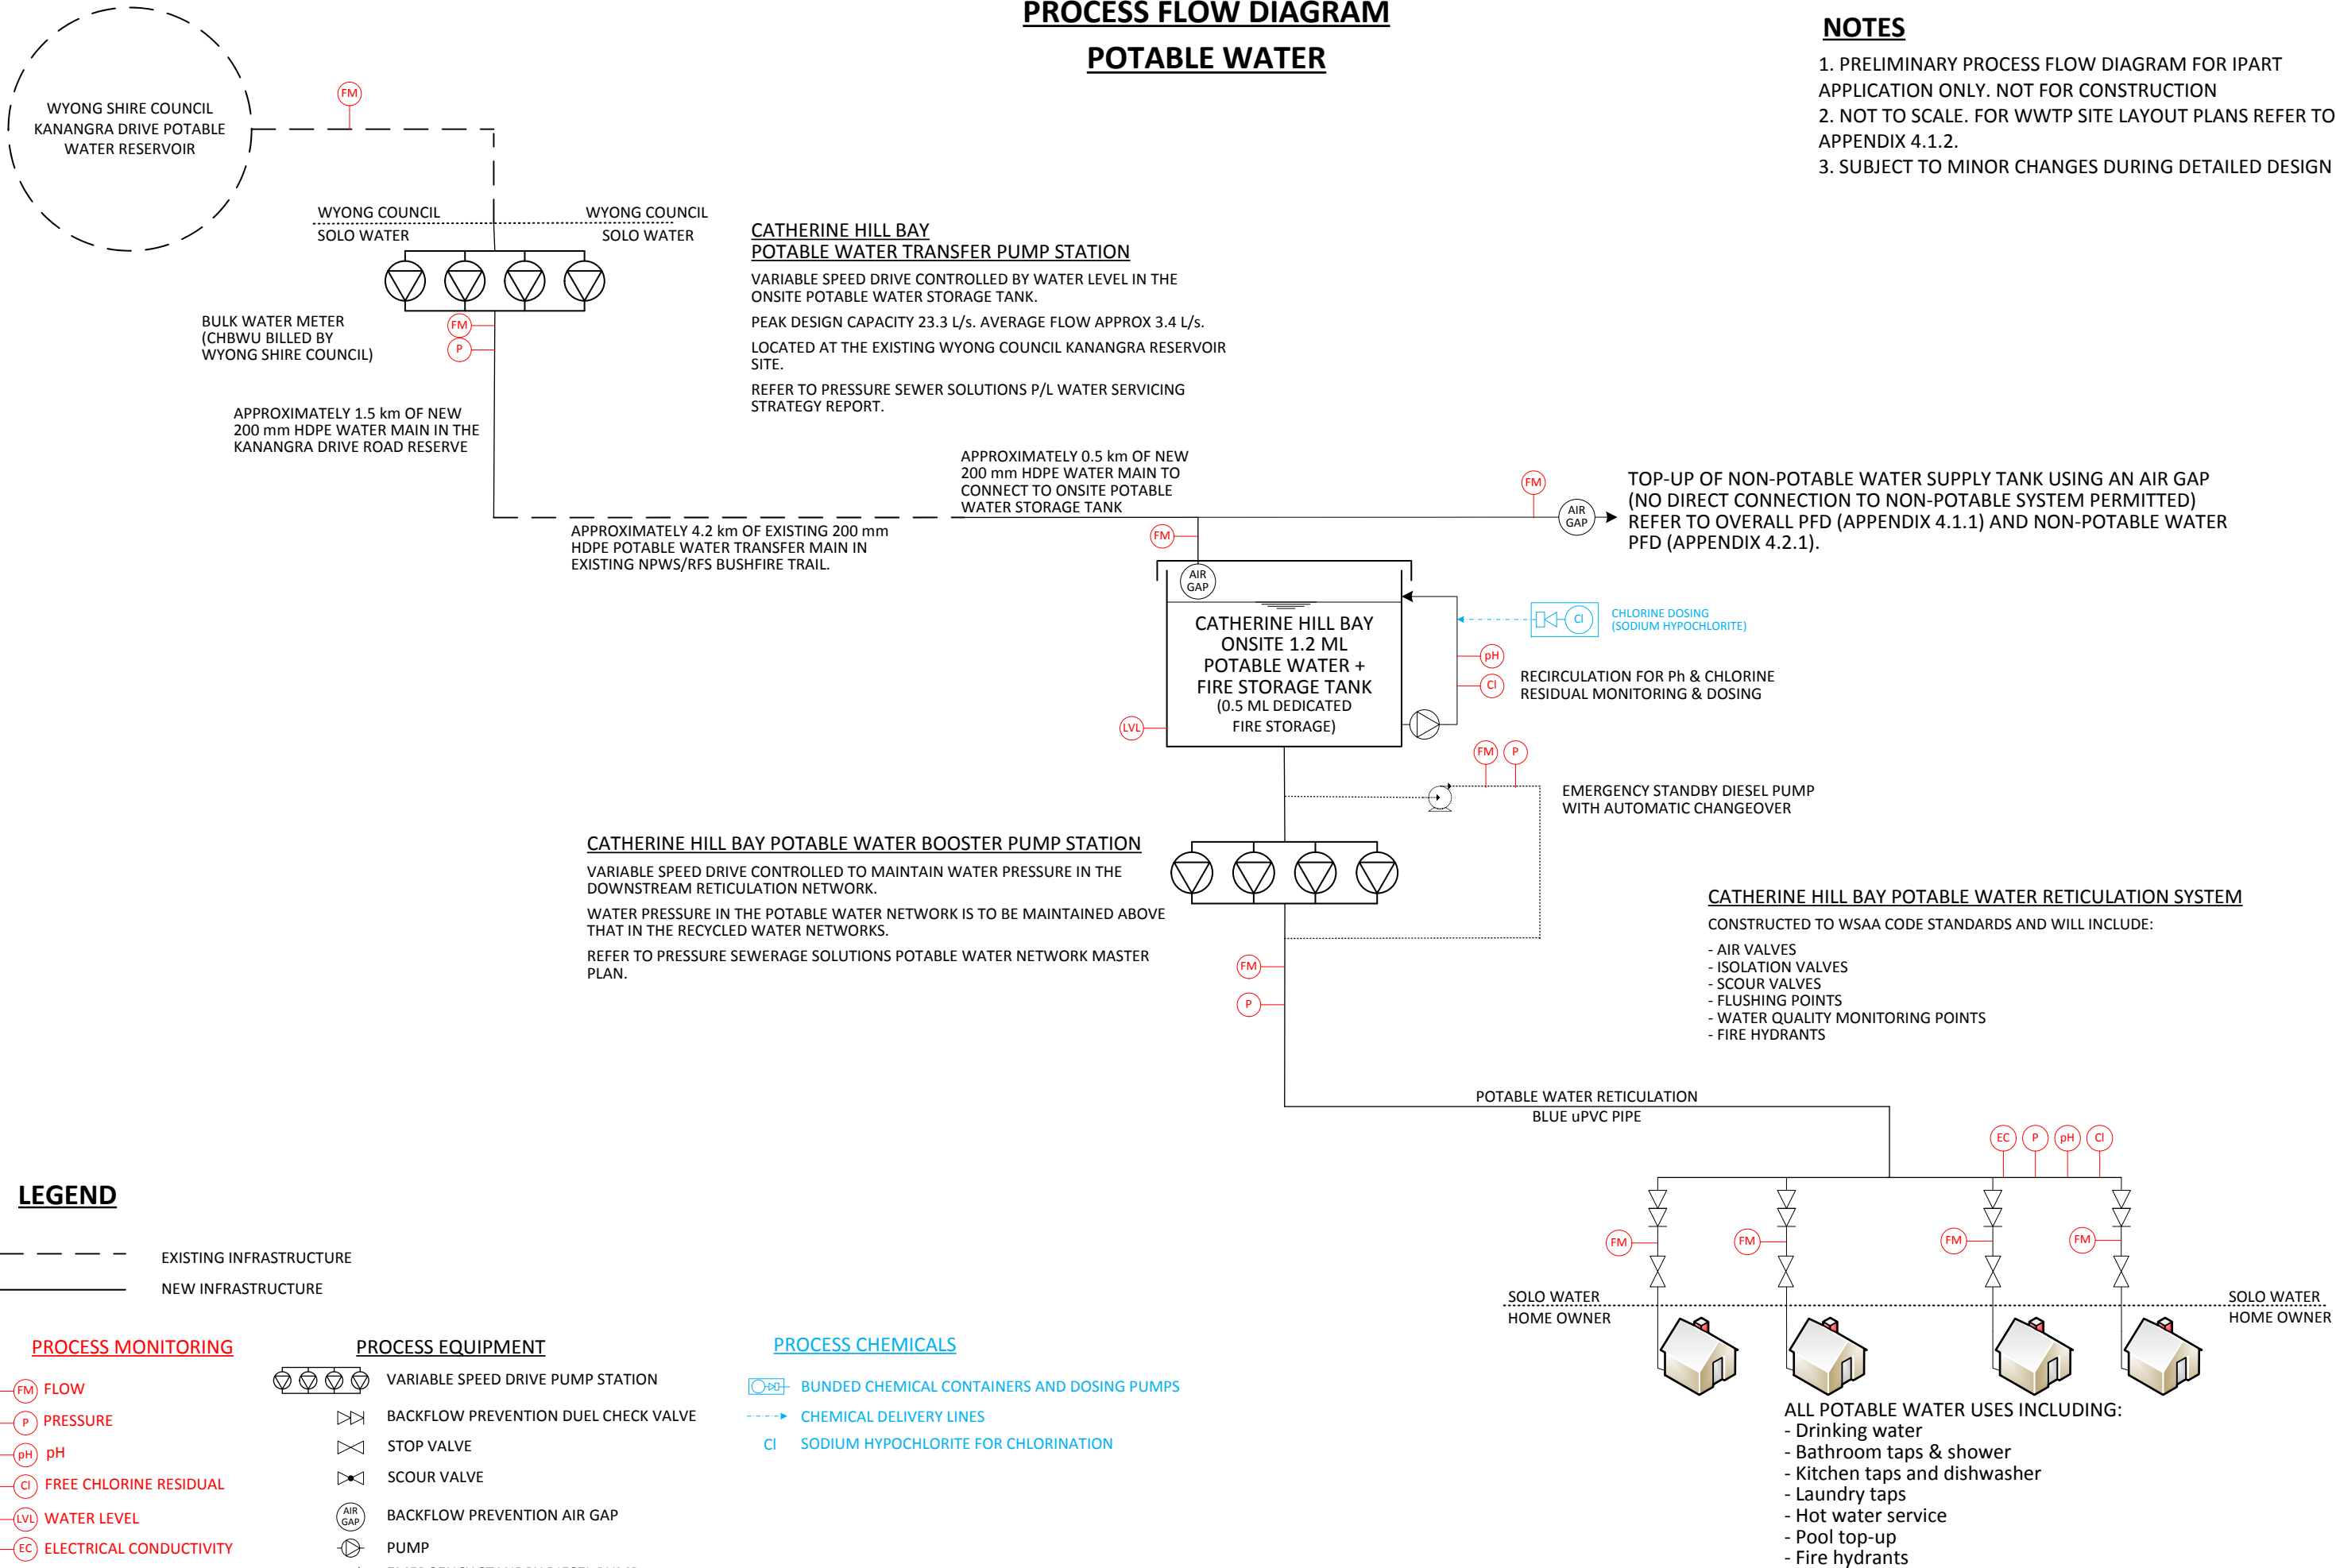 PROCESS FLOW DIAGRAM
POTABLE WATER
NOTES
1. PRELIMINARY PROCESS FLOW DIAGRAM FOR IPART
APPLICATION ONLY. NOT FOR CONSTRUCTION
2. NOT TO SCALE. FOR WWTP SITE LAYOUT PLANS REFER TO
APPENDIX 4.1.2.
3. SUBJECT TO MINOR CHANGES DURING DETAILED DESIGN
WYONG SHIRE COUNCIL
KANANGRA DRIVE POTABLE
WATER RESERVOIR
FM
WYONG COUNCIL
SOLO WATER
WYONG COUNCIL
SOLO WATER
BULK WATER METER
(CHBWU BILLED BY
WYONG SHIRE COUNCIL)
FM
P
CATHERINE HILL BAY
POTABLE WATER TRANSFER PUMP STATION
VARIABLE SPEED DRIVE CONTROLLED BY WATER LEVEL IN THE
ONSITE POTABLE WATER STORAGE TANK.
PEAK DESIGN CAPACITY 23.3 L/s. AVERAGE FLOW APPROX 3.4 L/s.
LOCATED AT THE EXISTING WYONG COUNCIL KANANGRA RESERVOIR
SITE.
REFER TO PRESSURE SEWER SOLUTIONS P/L WATER SERVICING
STRATEGY REPORT.
APPROXIMATELY 1.5 km OF NEW
200 mm HDPE WATER MAIN IN THE
KANANGRA DRIVE ROAD RESERVE
APPROXIMATELY 4.2 km OF EXISTING 200 mm
HDPE POTABLE WATER TRANSFER MAIN IN
EXISTING NPWS/RFS BUSHFIRE TRAIL.
APPROXIMATELY 0.5 km OF NEW
200 mm HDPE WATER MAIN TO
CONNECT TO ONSITE POTABLE
WATER STORAGE TANK
FM
FM
AIR
GAP
TOP-UP OF NON-POTABLE WATER SUPPLY TANK USING AN AIR GAP
(NO DIRECT CONNECTION TO NON-POTABLE SYSTEM PERMITTED)
REFER TO OVERALL PFD (APPENDIX 4.1.1) AND NON-POTABLE WATER
PFD (APPENDIX 4.2.1).
AIR
GAP
CATHERINE HILL BAY
ONSITE 1.2 ML
POTABLE WATER +
FIRE STORAGE TANK
(0.5 ML DEDICATED
FIRE STORAGE)
LVL
Cl
CHLORINE DOSING
(SODIUM HYPOCHLORITE)
pH
Cl
RECIRCULATION FOR Ph & CHLORINE
RESIDUAL MONITORING & DOSING
FM
P
EMERGENCY STANDBY DIESEL PUMP
WITH AUTOMATIC CHANGEOVER
CATHERINE HILL BAY POTABLE WATER BOOSTER PUMP STATION
VARIABLE SPEED DRIVE CONTROLLED TO MAINTAIN WATER PRESSURE IN THE
DOWNSTREAM RETICULATION NETWORK.
WATER PRESSURE IN THE POTABLE WATER NETWORK IS TO BE MAINTAINED ABOVE
THAT IN THE RECYCLED WATER NETWORKS.
REFER TO PRESSURE SEWERAGE SOLUTIONS POTABLE WATER NETWORK MASTER
PLAN.
FM
P
CATHERINE HILL BAY POTABLE WATER RETICULATION SYSTEM
CONSTRUCTED TO WSAA CODE STANDARDS AND WILL INCLUDE:
- AIR VALVES
- ISOLATION VALVES
- SCOUR VALVES
- FLUSHING POINTS
- WATER QUALITY MONITORING POINTS
- FIRE HYDRANTS
POTABLE WATER RETICULATION
BLUE uPVC PIPE
EC
P
pH
Cl
FM
FM
FM
FM
SOLO WATER
HOME OWNER
SOLO WATER
HOME OWNER
ALL POTABLE WATER USES INCLUDING:
- Drinking water
- Bathroom taps & shower
- Kitchen taps and dishwasher
- Laundry taps
- Hot water service
- Pool top-up
- Fire hydrants
LEGEND
EXISTING INFRASTRUCTURE
NEW INFRASTRUCTURE
PROCESS MONITORING
FM FLOW
P PRESSURE
pH pH
Cl FREE CHLORINE RESIDUAL
LVL WATER LEVEL
EC ELECTRICAL CONDUCTIVITY
PROCESS EQUIPMENT
VARIABLE SPEED DRIVE PUMP STATION
BACKFLOW PREVENTION DUEL CHECK VALVE
STOP VALVE
SCOUR VALVE
AIR
GAP
BACKFLOW PREVENTION AIR GAP
PUMP
PROCESS CHEMICALS
BUNDED CHEMICAL CONTAINERS AND DOSING PUMPS
CHEMICAL DELIVERY LINES
Cl SODIUM HYPOCHLORITE FOR CHLORINATION